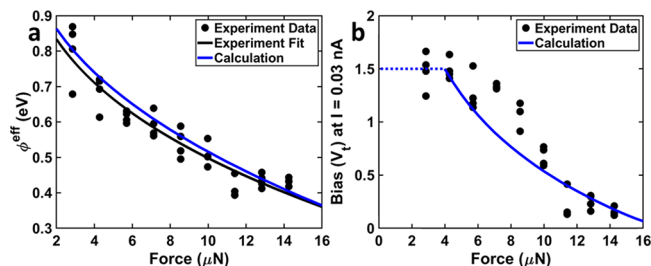 a
Experiment Data
Experiment Fit
Calculation
0.9
0.8
0.7
0.6
0.5
0.4
0.3
ϕ^eff (eV)
2 4 6 8 10 12 14 16
Force (μN)
b
Experiment Data
Calculation
2
1.5
1
0.5
0
Bias (V_t) at I = 0.03 nA
0 2 4 6 8 10 12 14 16
Force (μN)